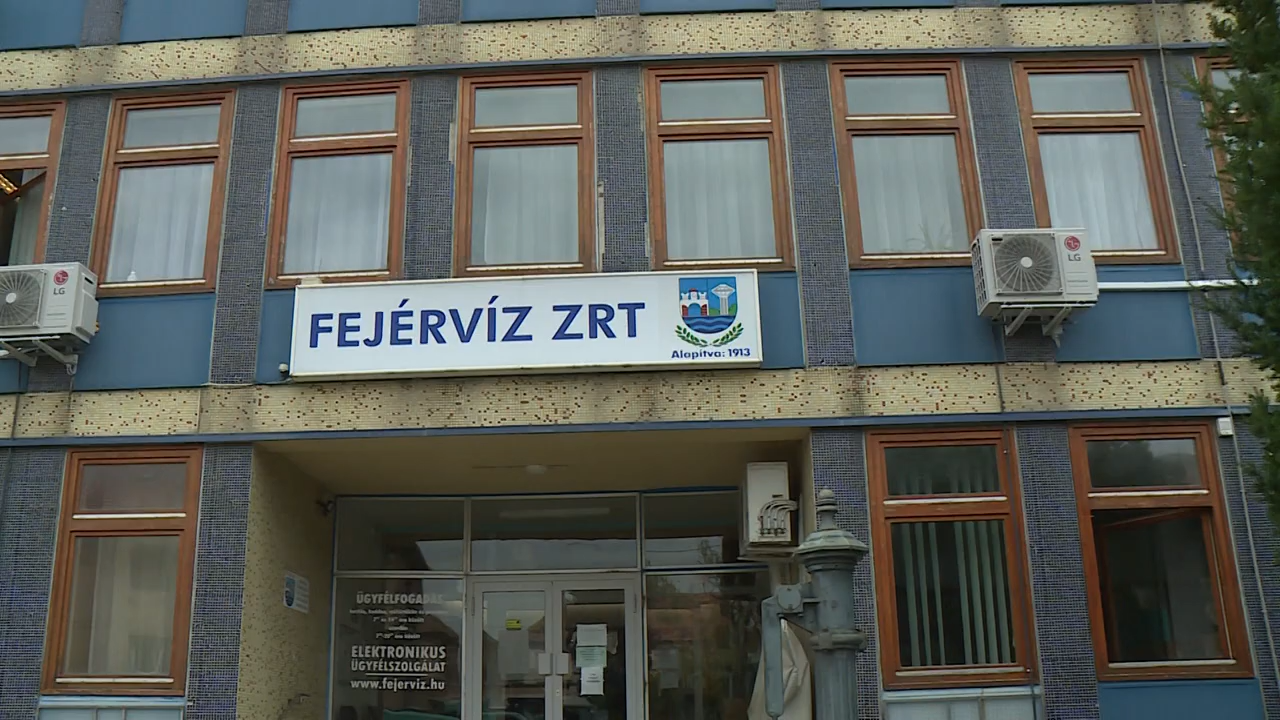 FEJÉRVÍZ ZRT
Alapítva: 1913
LG
LG
ÜGYFÉLFOGADÁS
ELEKTRONIKUS
ÜGYFÉLSZOLGÁLAT
www.fejerviz.hu